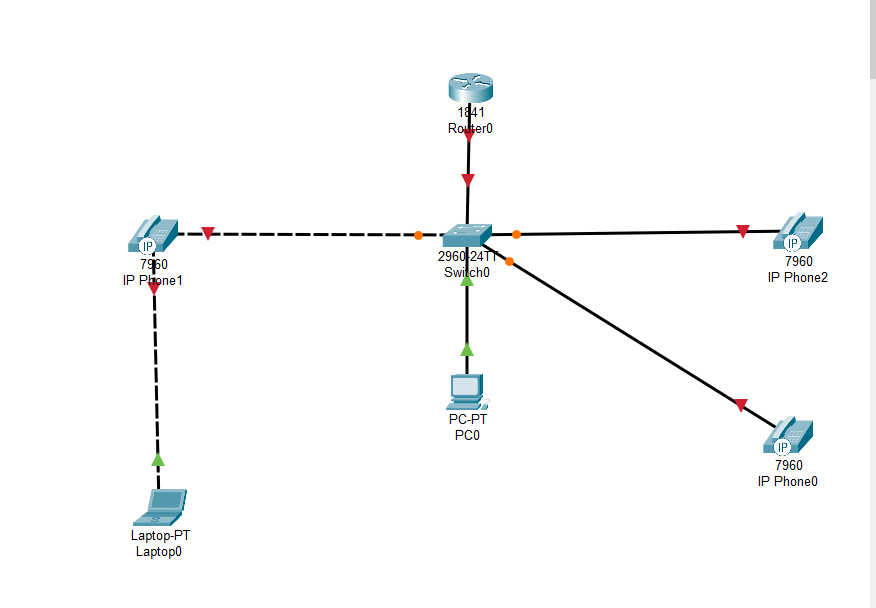 1841
Router0
IP
7960
IP Phone1
2960-24TT
Switch0
IP
7960
IP Phone2
PC-PT
PC0
IP
7960
IP Phone0
Laptop-PT
Laptop0